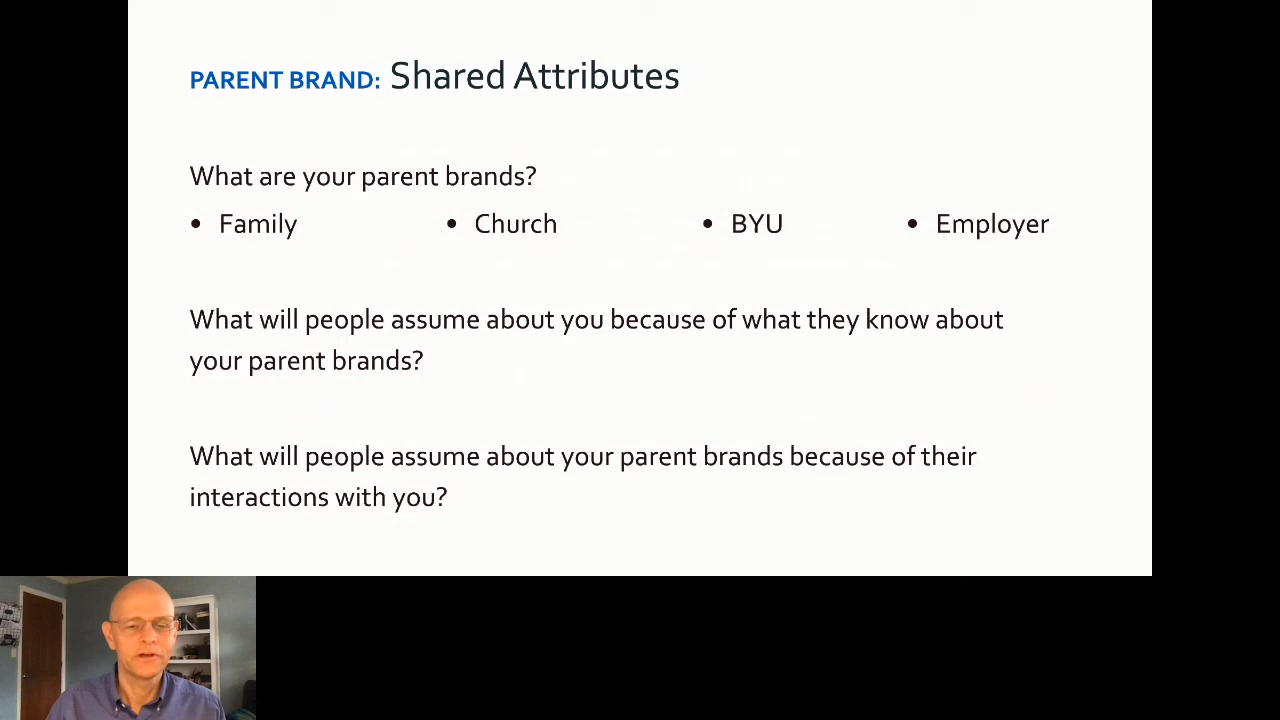 PARENT BRAND: Shared Attributes
What are your parent brands?
• Family • Church • BYU • Employer
What will people assume about you because of what they know about
your parent brands?
What will people assume about your parent brands because of their
interactions with you?